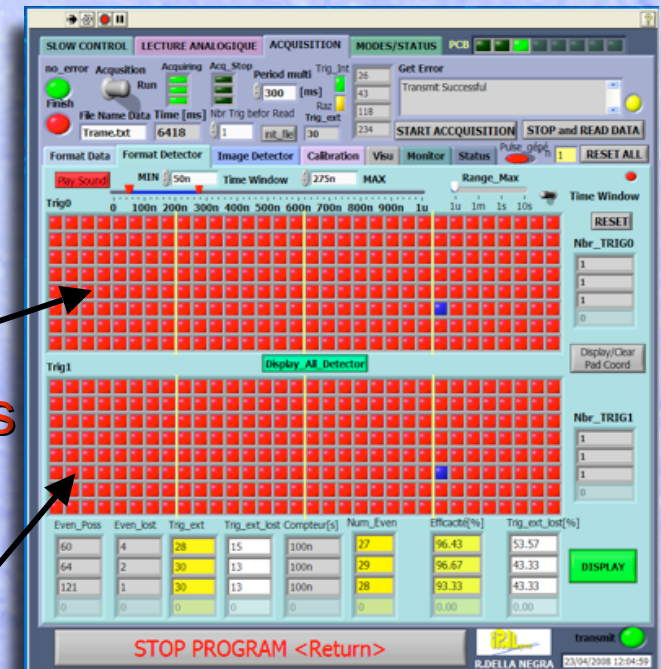 SLOW CONTROL LECTURE ANALOGIQUE ACQUISITION MODES/STATUS PCB
no_error Acqusition Acquiring Acq_Stop Period multi Trig_Int 26 Get Error
Run 300 [ms] 43 Transmit Successful
Finish Raz 118
File Name Data Time [ms] Nbr Trig befor Read Trig_ext 234 START ACCQUISITION STOP and READ DATA
Trame.txt 6418 1 init_file 30
Format Data Format Detector Image Detector Calibration Visu Monitor Status Pulse_gépé 1 RESET ALL
Play Sound MIN 50n Time Window 275n MAX Range_Max
Trig0 0 100n 200n 300n 400n 500n 600n 700n 800n 900n 1u 1u 1m 1s 10s Time Window
RESET
Nbr_TRIG0
1
1
1
0
Display/Clear
Pad Coord
Trig1 Display_All_Detector
S
Nbr_TRIG1
1
1
1
0
Even_Poss Even_lost Trig_ext Trig_ext_lost Compteur[s] Num_Even Efficacité[%] Trig_ext_lost[%]
60 4 28 15 100n 27 96.43 53.57
64 2 30 13 100n 29 96.67 43.33 DISPLAY
121 1 30 13 100n 28 93.33 43.33
0 0 0 0 0 0 0.00 0.00
STOP PROGRAM <Return> transmit
R.DELLA NEGRA 23/04/2008 12:04:59